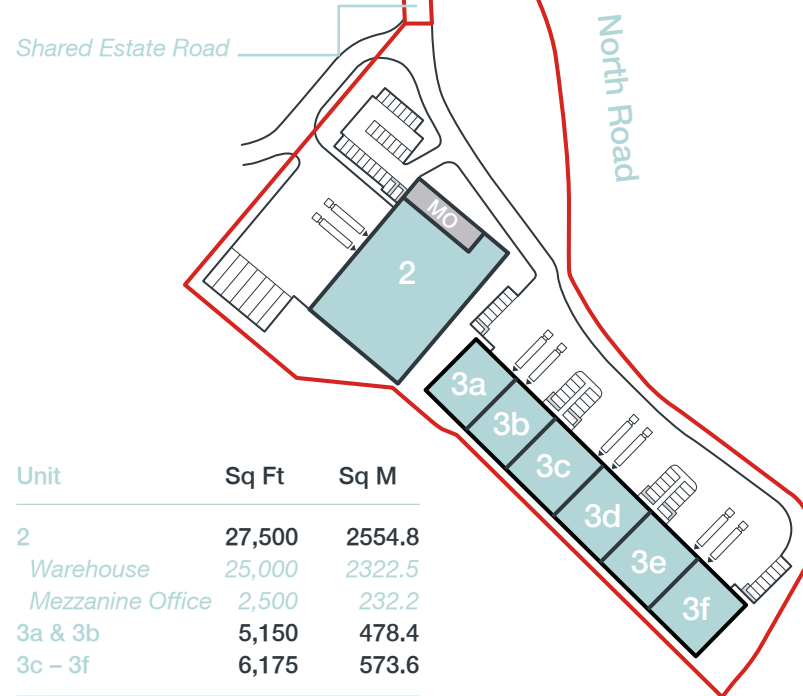 Shared Estate Road
North Road
MO
2
3a
3b
3c
3d
3e
3f
Unit Sq Ft Sq M
2 27,500 2554.8
Warehouse 25,000 2322.5
Mezzanine Office 2,500 232.2
3a & 3b 5,150 478.4
3c – 3f 6,175 573.6